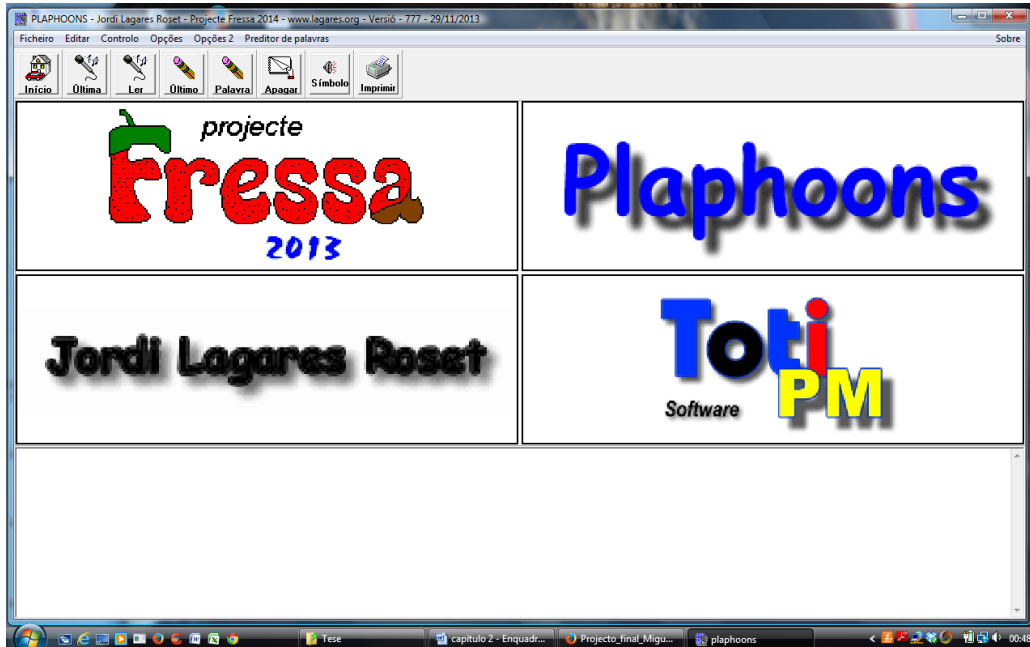 PLAPHOONS - Jordi Lagares Roset - Projecte Fressa 2014 - www.lagares.org - Versió - 777 - 29/11/2013
Ficheiro Editar Controlo Opções Opções 2 Preditor de palavras Sobre
Início Última Ler Último Palavra Apagar Símbolo Imprimir
projecte
Fressa
2013
Plaphoons
Jordi Lagares Roset
Toti
PM
Software
Tese capítulo 2 - Enquadr... Projecto_final_Migu... plaphoons 00:48